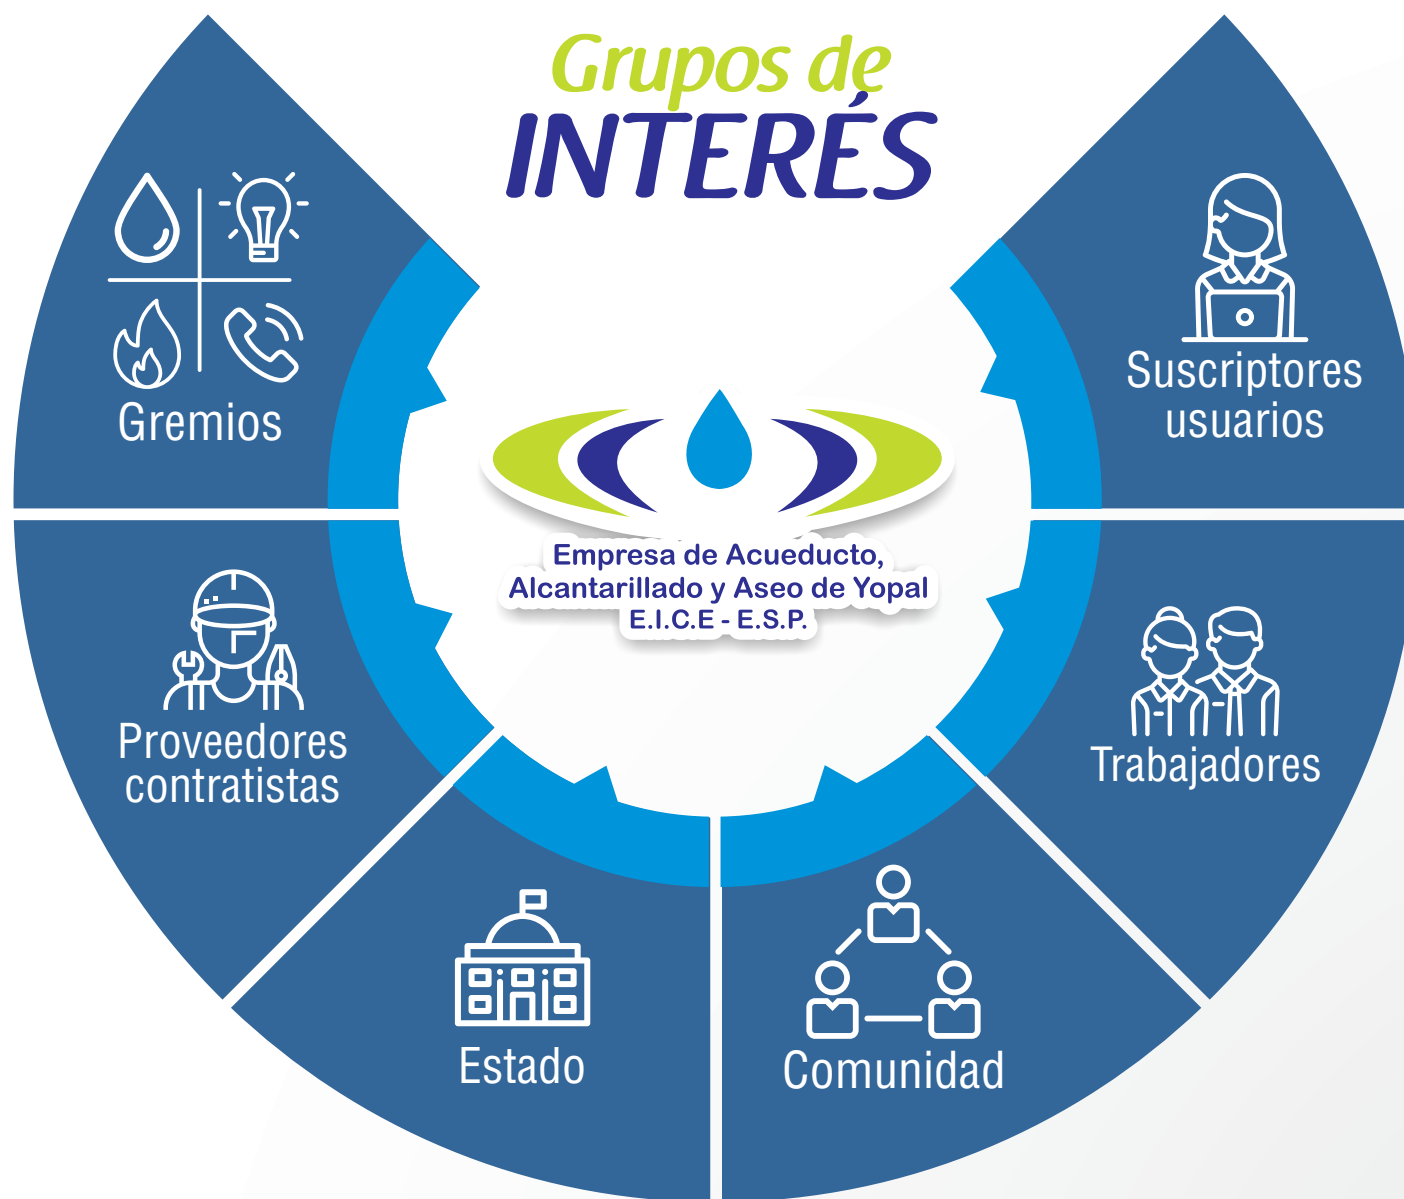 Grupos de
INTERÉS
Gremios
Suscriptores
usuarios
Empresa de Acueducto,
Alcantarillado y Aseo de Yopal
E.I.C.E - E.S.P.
Proveedores
contratistas
Trabajadores
Estado
Comunidad